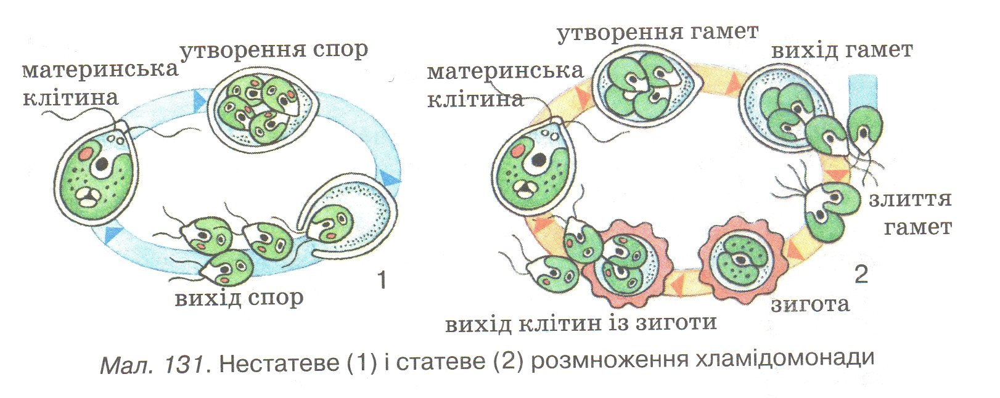 утворення спор
материнська
клітина
вихід спор
1
утворення гамет
вихід гамет
материнська
клітина
злиття
гамет
2
зигота
вихід клітин із зиготи
Мал. 131. Нестатеве (1) і статеве (2) розмноження хламідомонади